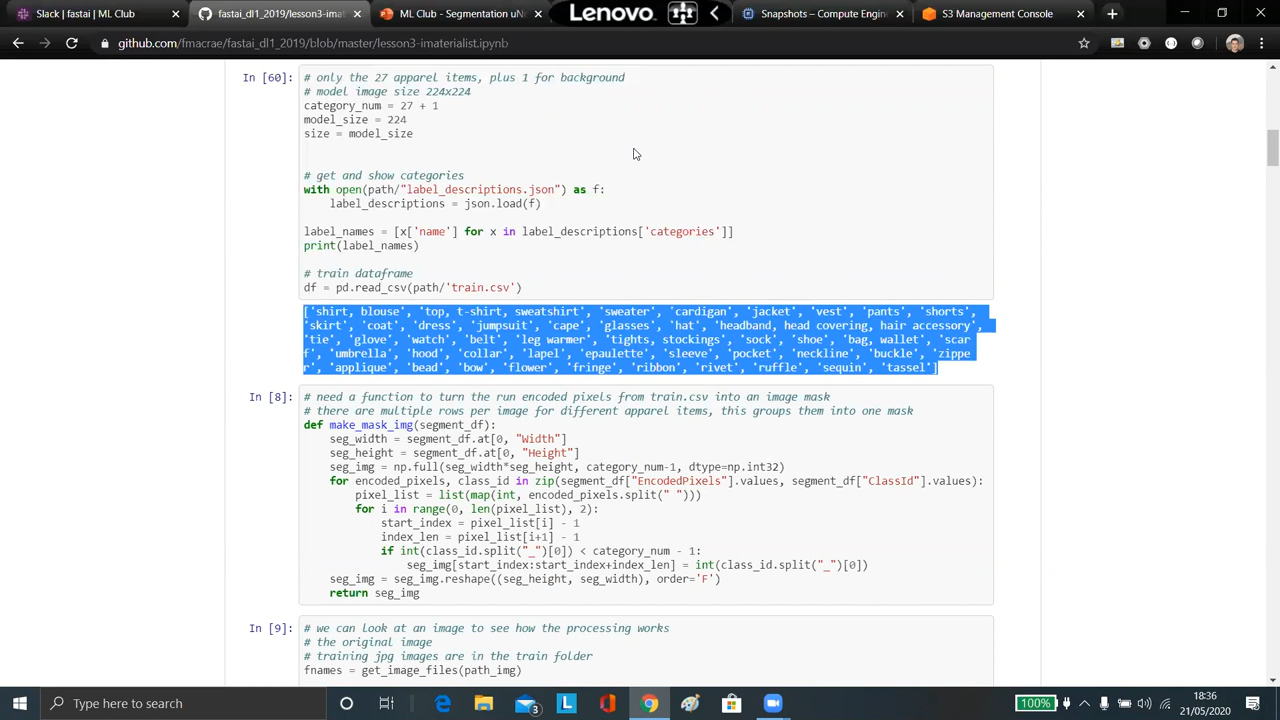 Slack | fastai | ML Club
fastai_dl1_2019/lesson3-imateria
ML Club - Segmentation uNe
Lenovo
Snapshots – Compute Engine
S3 Management Console
github.com/fmacrae/fastai_dl1_2019/blob/master/lesson3-imaterialist.ipynb
In [60]:
# only the 27 apparel items, plus 1 for background
# model image size 224x224
category_num = 27 + 1
model_size = 224
size = model_size
# get and show categories
with open(path/"label_descriptions.json") as f:
label_descriptions = json.load(f)
label_names = [x['name'] for x in label_descriptions['categories']]
print(label_names)
# train dataframe
df = pd.read_csv(path/'train.csv')
['shirt, blouse', 'top, t-shirt, sweatshirt', 'sweater', 'cardigan', 'jacket', 'vest', 'pants', 'shorts',
'skirt', 'coat', 'dress', 'jumpsuit', 'cape', 'glasses', 'hat', 'headband, head covering, hair accessory',
'tie', 'glove', 'watch', 'belt', 'leg warmer', 'tights, stockings', 'sock', 'shoe', 'bag, wallet', 'scar
f', 'umbrella', 'hood', 'collar', 'lapel', 'epaulette', 'sleeve', 'pocket', 'neckline', 'buckle', 'zippe
r', 'applique', 'bead', 'bow', 'flower', 'fringe', 'ribbon', 'rivet', 'ruffle', 'sequin', 'tassel']
In [8]:
# need a function to turn the run encoded pixels from train.csv into an image mask
# there are multiple rows per image for different apparel items, this groups them into one mask
def make_mask_img(segment_df):
seg_width = segment_df.at[0, "Width"]
seg_height = segment_df.at[0, "Height"]
seg_img = np.full(seg_width*seg_height, category_num-1, dtype=np.int32)
for encoded_pixels, class_id in zip(segment_df["EncodedPixels"].values, segment_df["ClassId"].values):
pixel_list = list(map(int, encoded_pixels.split(" ")))
for i in range(0, len(pixel_list), 2):
start_index = pixel_list[i] - 1
index_len = pixel_list[i+1] - 1
if int(class_id.split("_")[0]) < category_num - 1:
seg_img[start_index:start_index+index_len] = int(class_id.split("_")[0])
seg_img = seg_img.reshape((seg_height, seg_width), order='F')
return seg_img
In [9]:
# we can look at an image to see how the processing works
# the original image
# training jpg images are in the train folder
fnames = get_image_files(path_img)
Type here to search
3
100%
18:36
21/05/2020